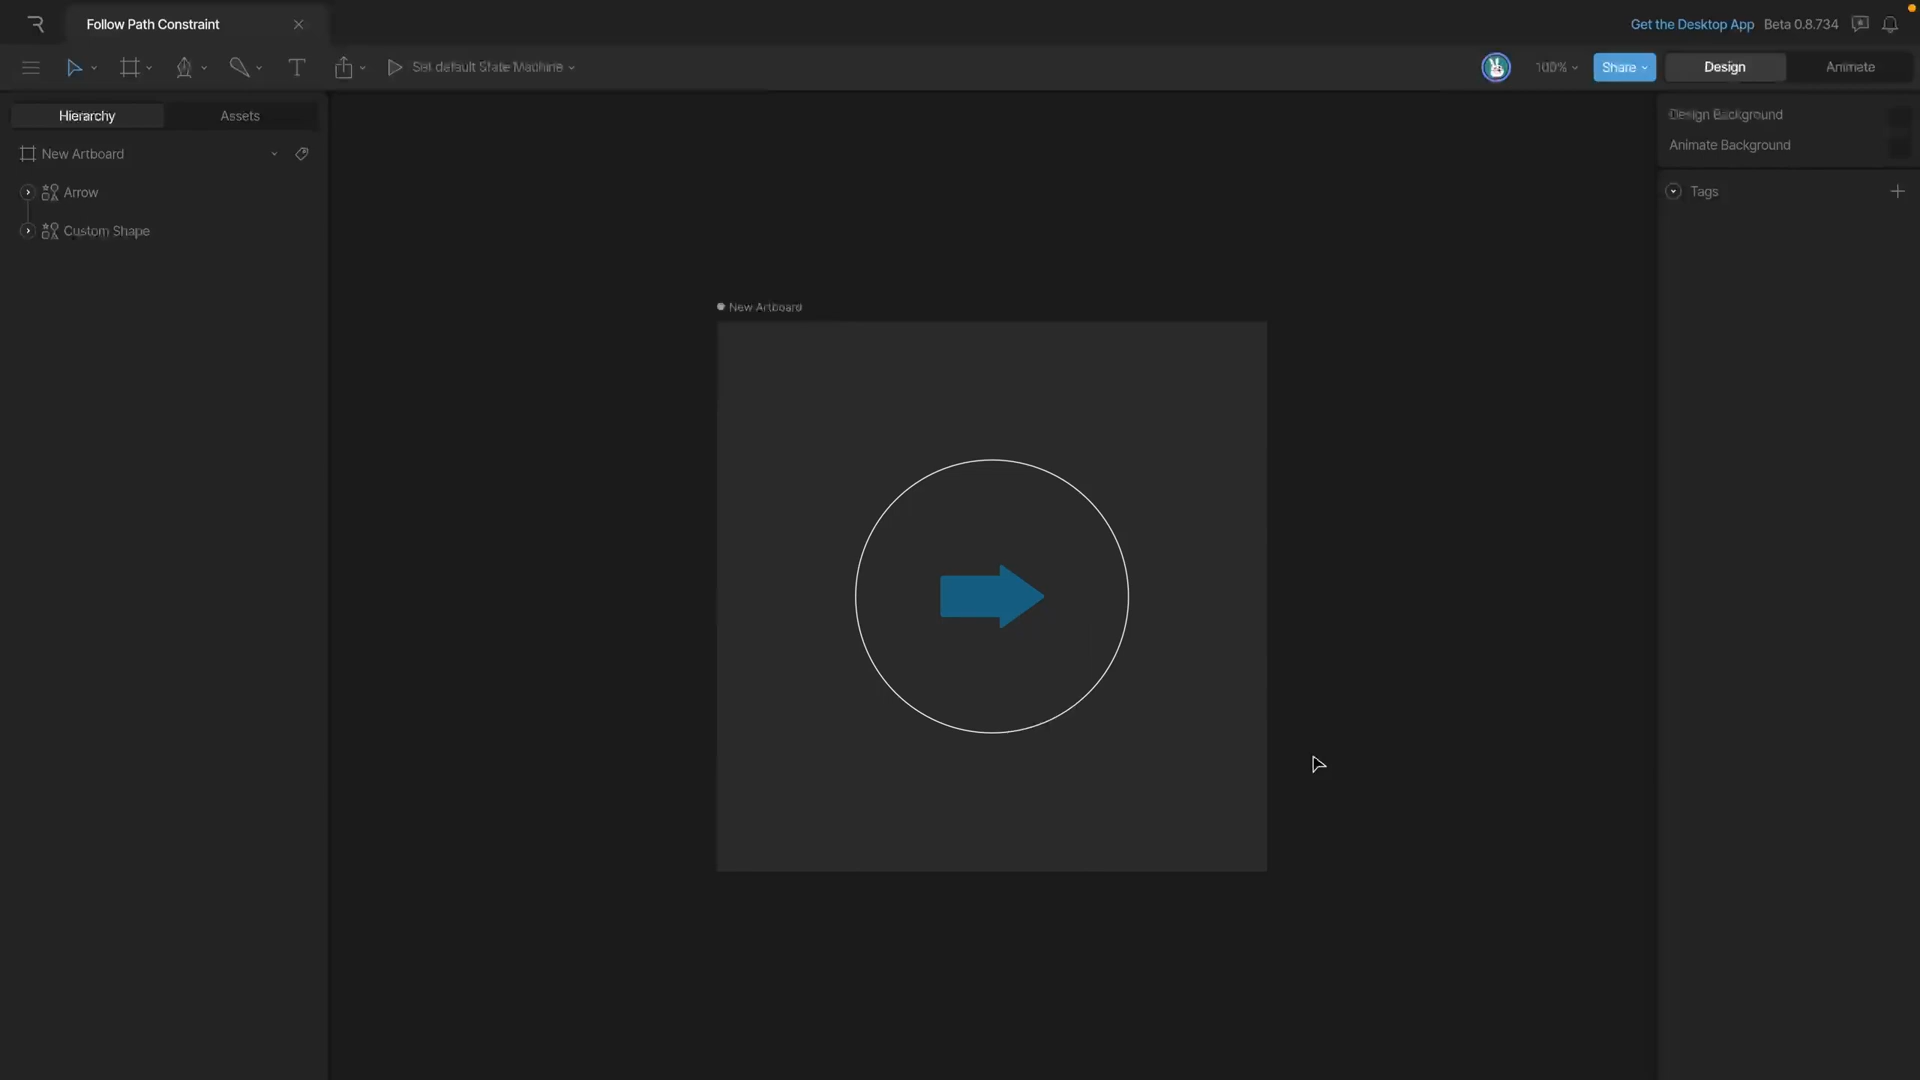 Follow Path Constraint
Get the Desktop App Beta 0.8.734
Set default State Machine
100%
Share
Design
Animate
Hierarchy
Assets
New Artboard
Arrow
Custom Shape
New Artboard
Design Background
Animate Background
Tags